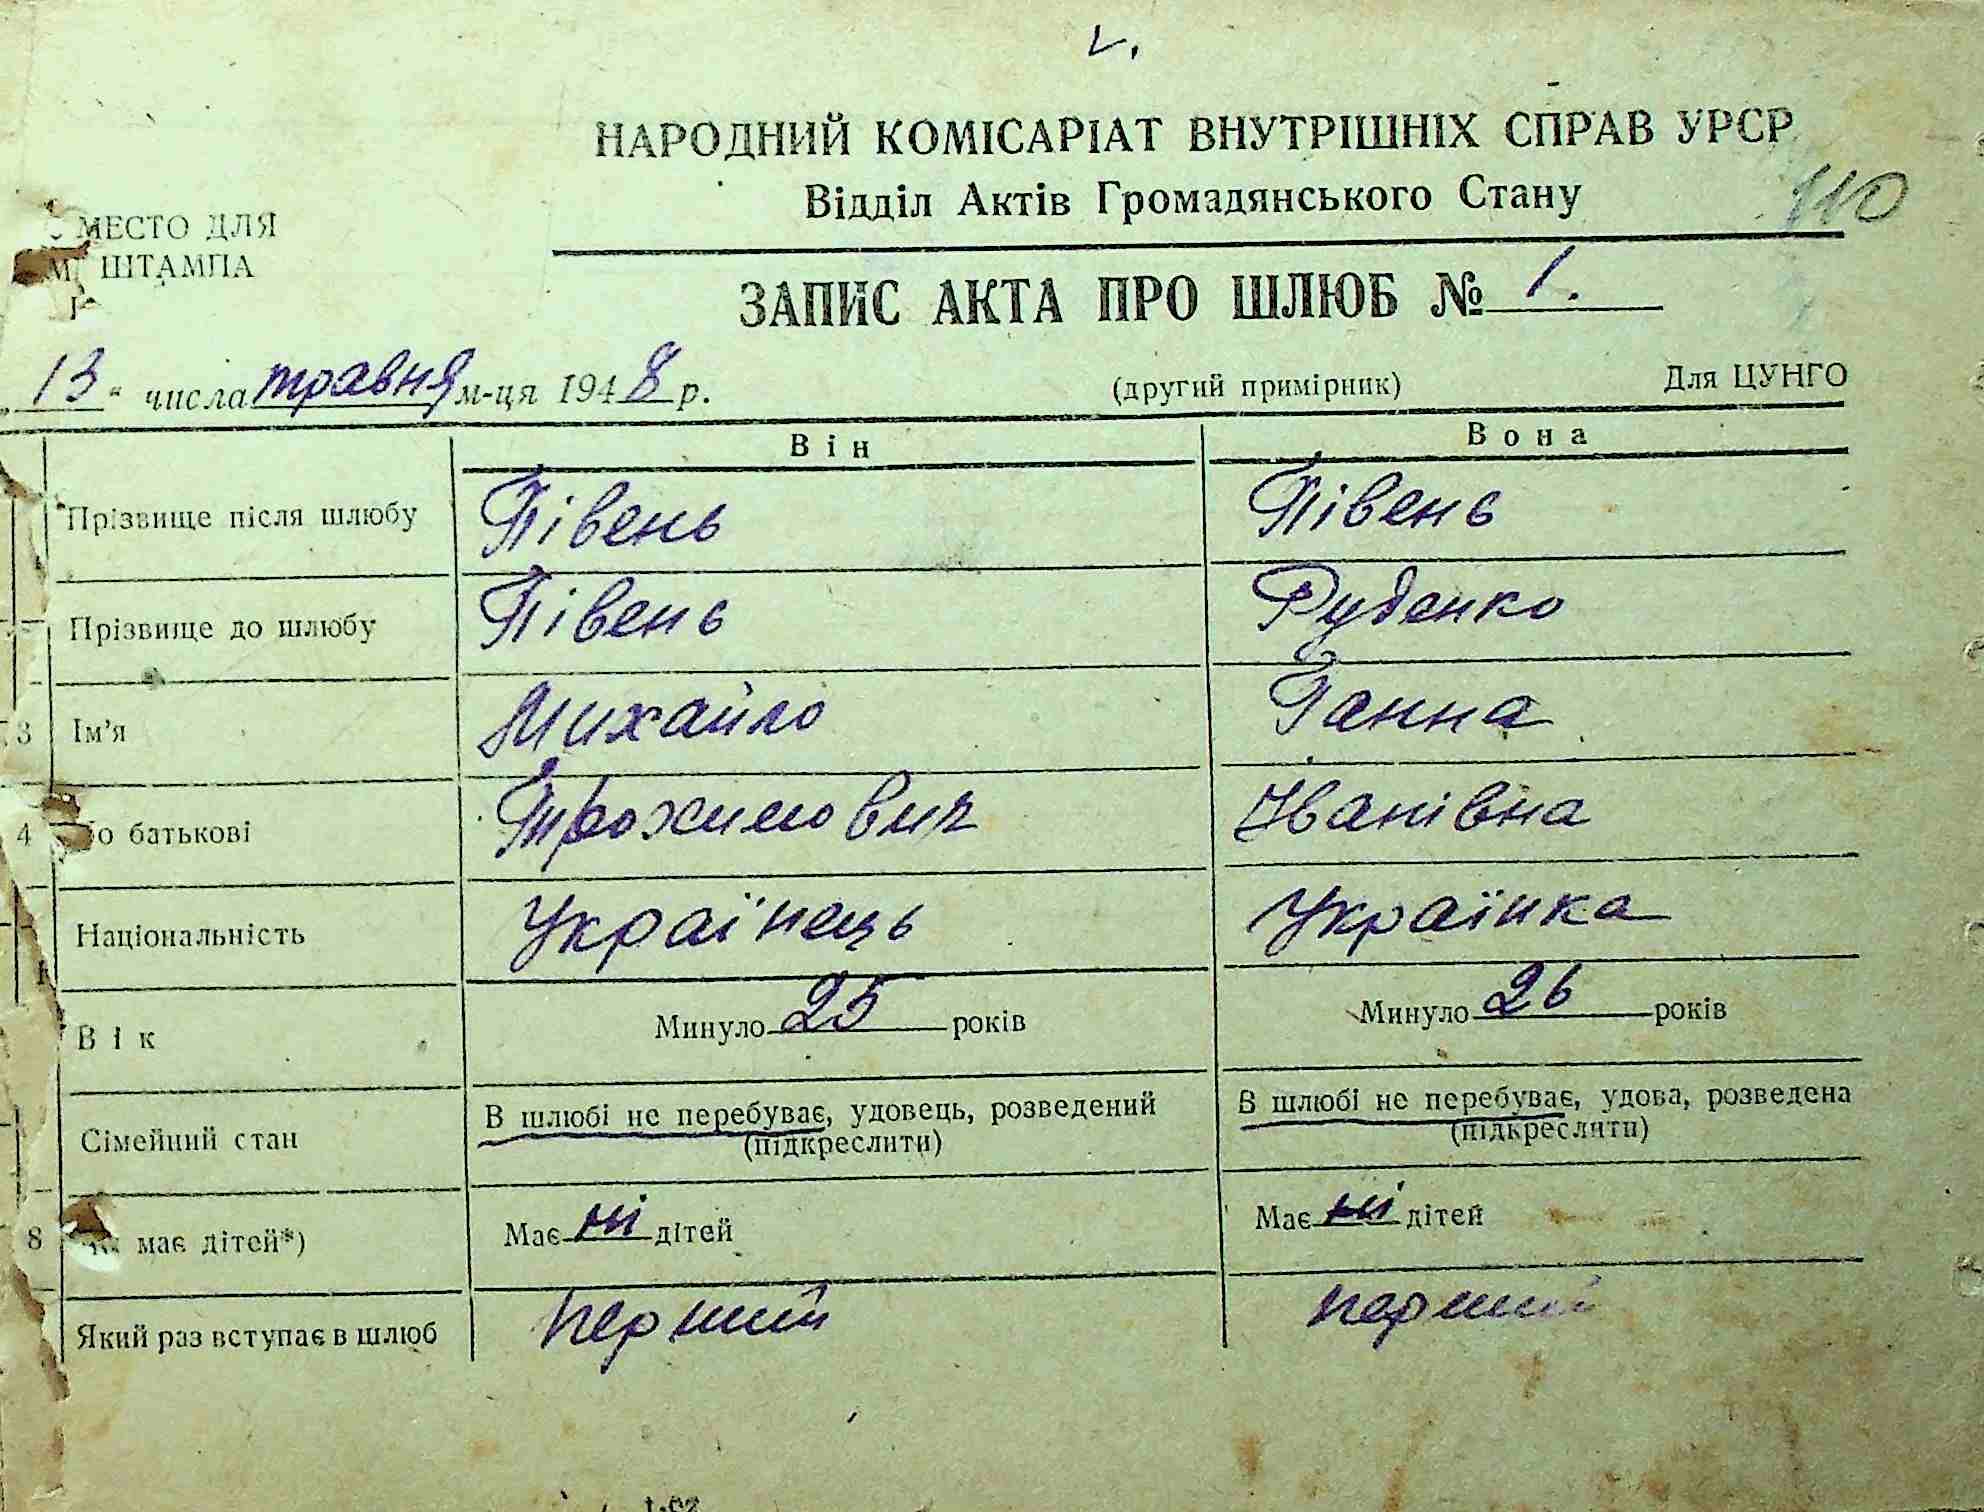 НАРОДНИЙ КОМІСАРІАТ ВНУТРІШНІХ СПРАВ УРСР
Відділ Актів Громадянського Стану
110
МЕСТО ДЛЯ
ШТАМПА
ЗАПИС АКТА ПРО ШЛЮБ № 1.
„13“ числа травня м-ця 1948 р. (другий примірник) Для ЦУНГО
Він Вона
Прізвище після шлюбу Півень Півень
Прізвище до шлюбу Півень Руденко
3 Ім'я Михайло Ганна
4 По батькові Трохимович Іванівна
Національність Українець Українка
Вік Минуло 25 років Минуло 26 років
Сімейний стан В шлюбі не перебуває, удовець, розведений В шлюбі не перебуває, удова, розведена
(підкреслити) (підкреслити)
8 має дітей*) Має ні дітей Має ні дітей
Який раз вступає в шлюб перший перший